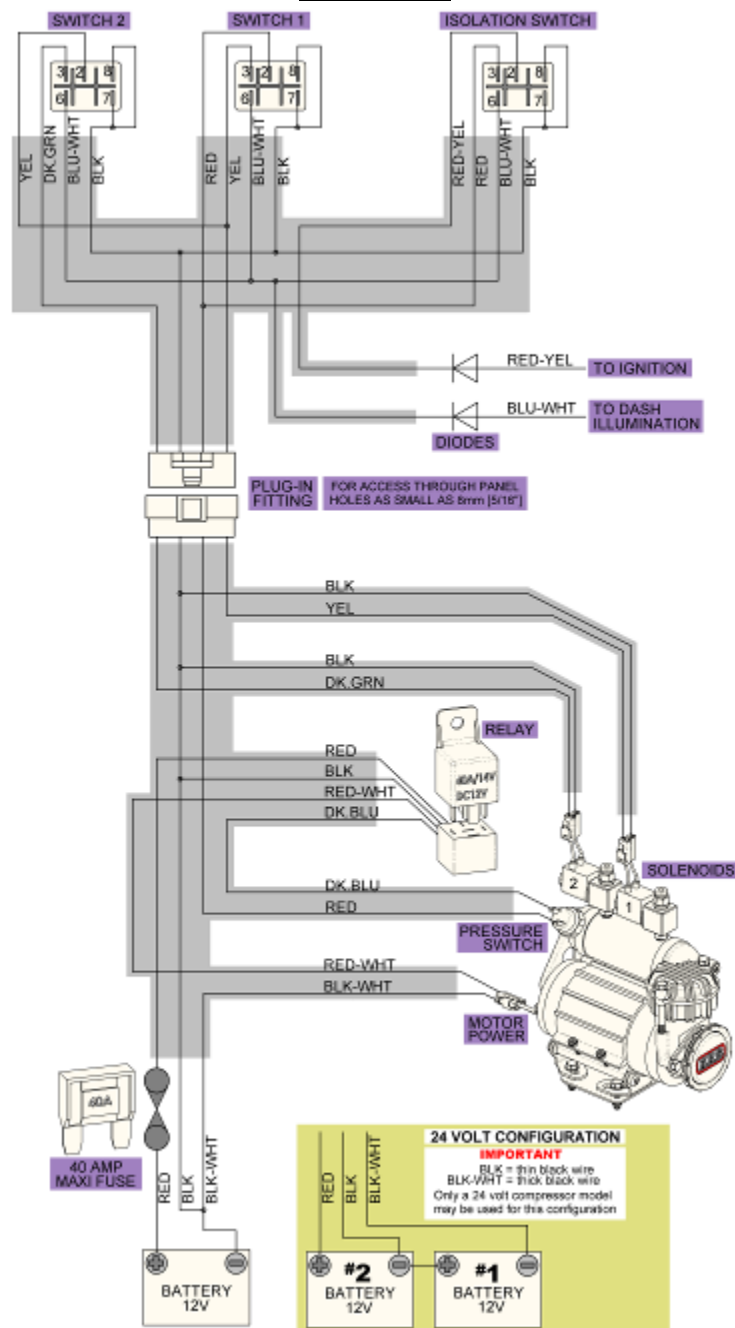 SWITCH 2
SWITCH 1
ISOLATION SWITCH
3 2 8
6 7
3 2 8
6 7
3 2 8
6 7
YEL
DK.GRN
BLU-WHT
BLK
RED
YEL
BLU-WHT
BLK
RED-YEL
RED
BLU-WHT
BLK
RED-YEL
TO IGNITION
BLU-WHT
TO DASH
ILLUMINATION
DIODES
PLUG-IN
FITTING
FOR ACCESS THROUGH PANEL
HOLES AS SMALL AS 8mm [5/16"]
BLK
YEL
BLK
DK.GRN
RELAY
RED
BLK
RED-WHT
DK.BLU
40A/14V
DC12V
SOLENOIDS
2
1
DK.BLU
RED
PRESSURE
SWITCH
RED-WHT
BLK-WHT
MOTOR
POWER
40A
40 AMP
MAXI FUSE
RED
BLK
BLK-WHT
BATTERY
12V
24 VOLT CONFIGURATION
IMPORTANT
BLK = thin black wire
BLK-WHT = thick black wire
Only a 24 volt compressor model
may be used for this configuration
RED
BLK
BLK-WHT
#2
BATTERY
12V
#1
BATTERY
12V